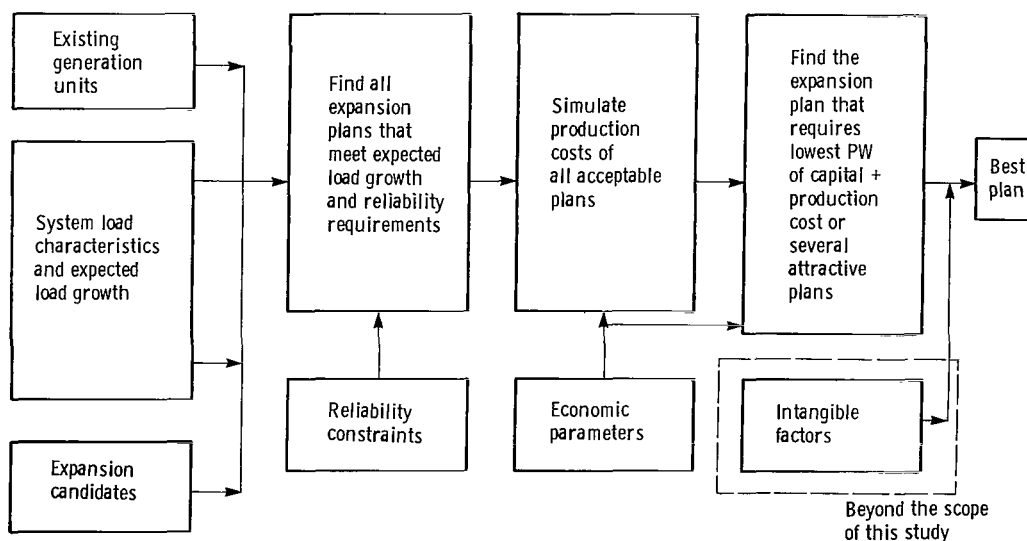 Existing
generation
units
System load
characteristics
and expected
load growth
Expansion
candidates
Find all
expansion
plans that
meet expected
load growth
and reliability
requirements
Reliability
constraints
Simulate
production
costs of
all acceptable
plans
Economic
parameters
Find the
expansion
plan that
requires
lowest PW
of capital +
production
cost or
several
attractive
plans
Intangible
factors
Beyond the scope
of this study
Best
plan